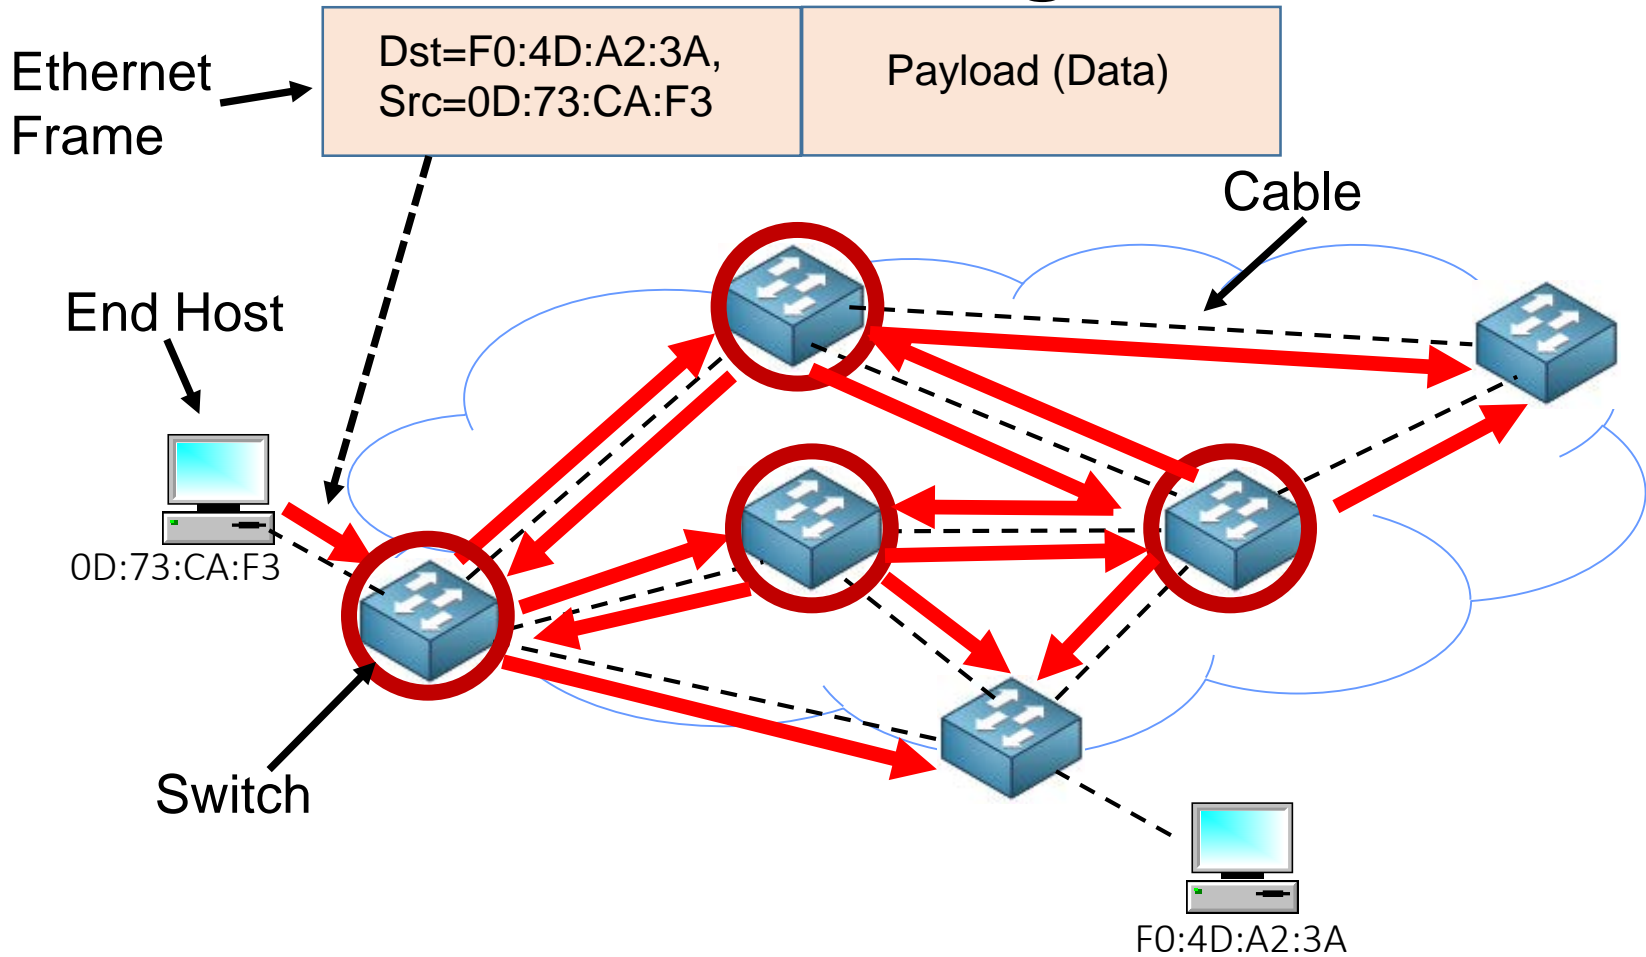 Dst=F0:4D:A2:3A,
Src=0D:73:CA:F3
Payload (Data)
Ethernet
Frame
Cable
End Host
0D:73:CA:F3
Switch
F0:4D:A2:3A